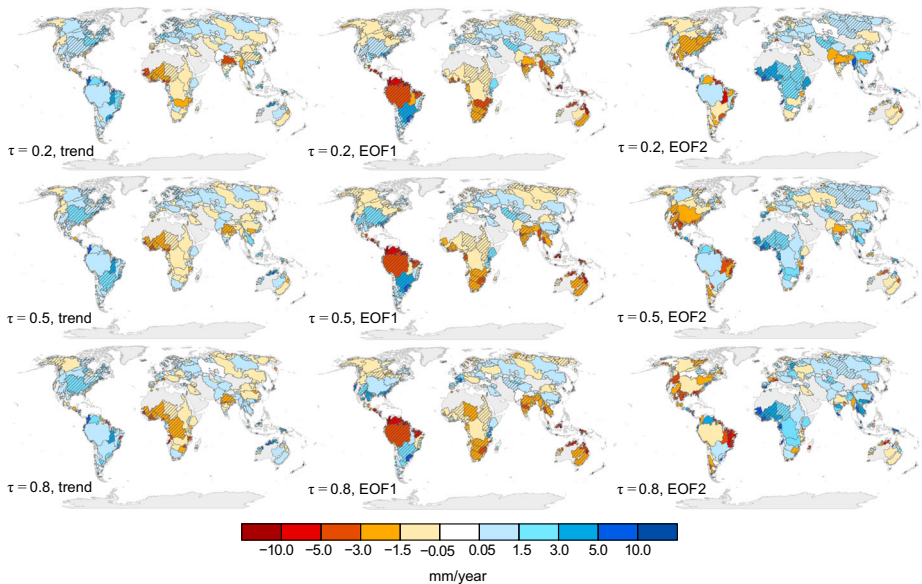 τ = 0.2, trend
τ = 0.2, EOF1
τ = 0.2, EOF2
τ = 0.5, trend
τ = 0.5, EOF1
τ = 0.5, EOF2
τ = 0.8, trend
τ = 0.8, EOF1
τ = 0.8, EOF2
−10.0 −5.0 −3.0 −1.5 −0.05 0.05 1.5 3.0 5.0 10.0
mm/year